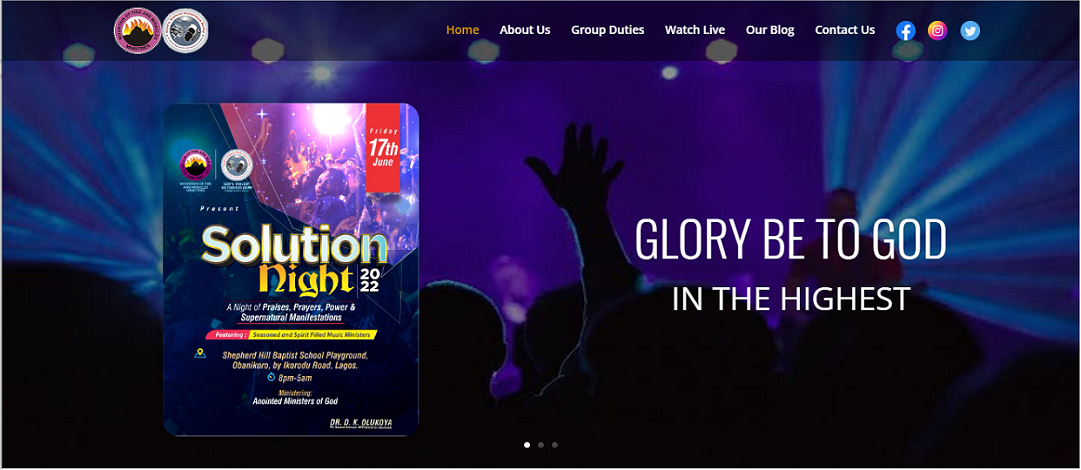 Home About Us Group Duties Watch Live Our Blog Contact Us
GLORY BE TO GOD
IN THE HIGHEST
Friday
17th
June
Present
Solution
Night 20
22
A Night of Praises, Prayers, Power &
Supernatural Manifestations
Featuring : Seasoned and Spirit Filled Music Ministers
Shepherd Hill Baptist School Playground,
Obanikoro, by Ikorodu Road, Lagos.
8pm-5am
Ministering:
Anointed Ministers of God
DR. D. K. OLUKOYA